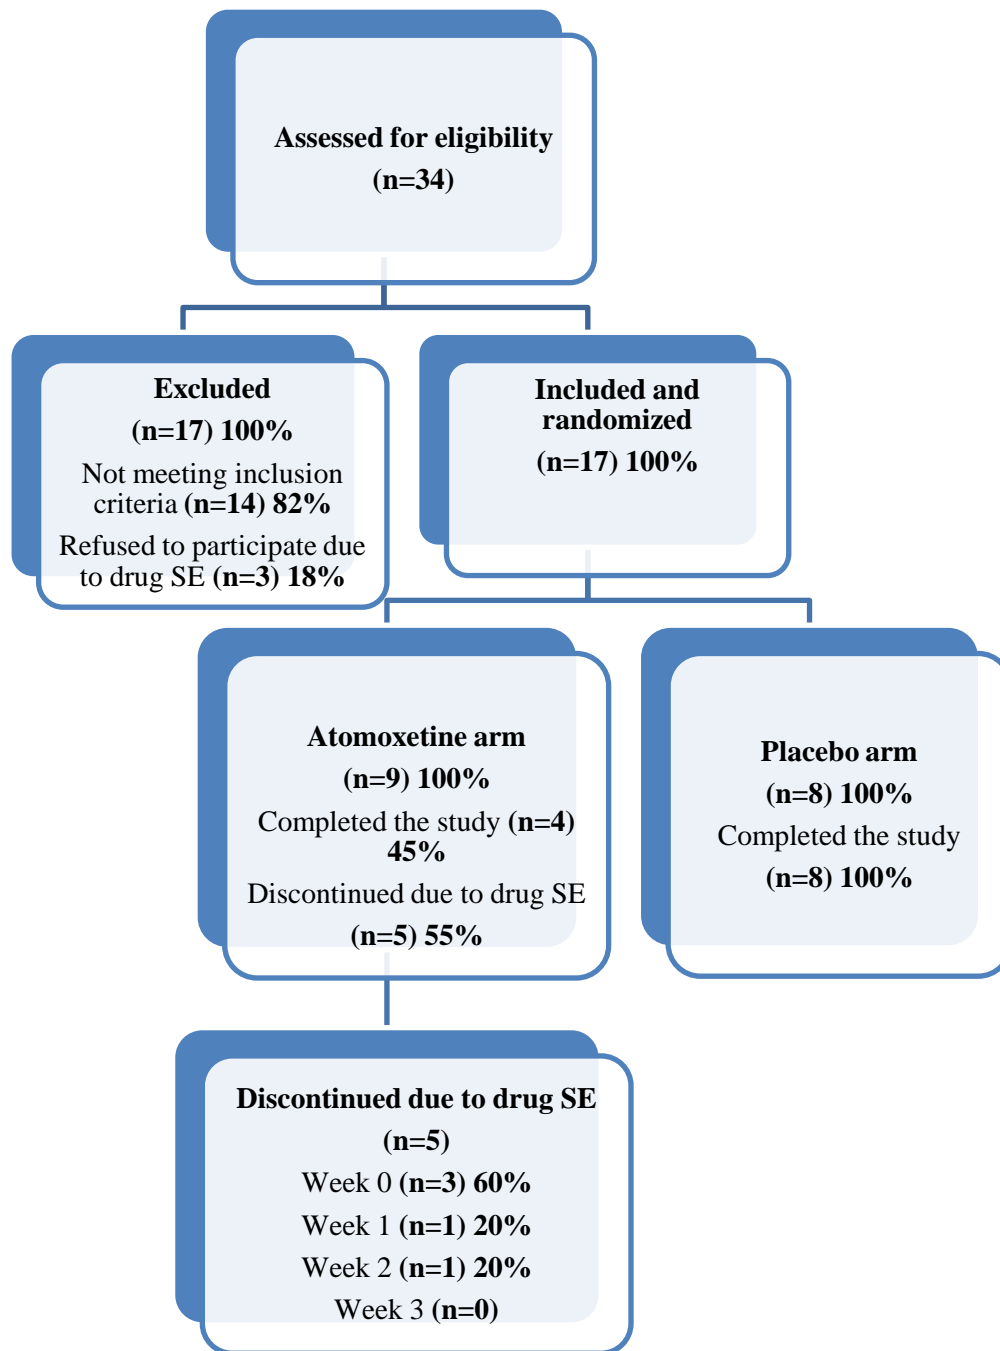 Assessed for eligibility
(n=34)
Excluded
(n=17) 100%
Not meeting inclusion
criteria (n=14) 82%
Refused to participate due
to drug SE (n=3) 18%
Included and
randomized
(n=17) 100%
Atomoxetine arm
(n=9) 100%
Completed the study (n=4)
45%
Discontinued due to drug SE
(n=5) 55%
Placebo arm
(n=8) 100%
Completed the study
(n=8) 100%
Discontinued due to drug SE
(n=5)
Week 0 (n=3) 60%
Week 1 (n=1) 20%
Week 2 (n=1) 20%
Week 3 (n=0)